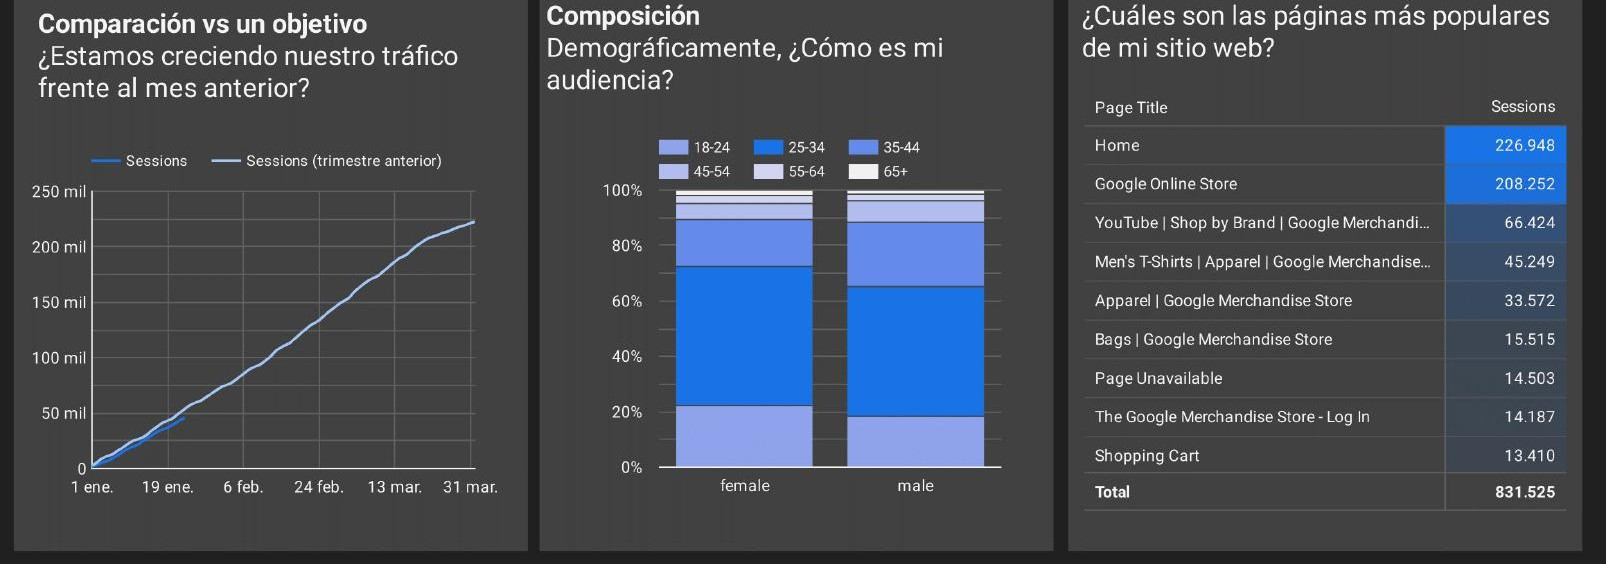 Comparación vs un objetivo
¿Estamos creciendo nuestro tráfico
frente al mes anterior?
Sessions
Sessions (trimestre anterior)
250 mil
200 mil
150 mil
100 mil
50 mil
0
1 ene.
19 ene.
6 feb.
24 feb.
13 mar.
31 mar.
Composición
Demográficamente, ¿Cómo es mi
audiencia?
18-24
25-34
35-44
45-54
55-64
65+
100%
80%
60%
40%
20%
0%
female
male
¿Cuáles son las páginas más populares
de mi sitio web?
Page Title Sessions
Home 226.948
Google Online Store 208.252
YouTube | Shop by Brand | Google Merchandi... 66.424
Men's T-Shirts | Apparel | Google Merchandise... 45.249
Apparel | Google Merchandise Store 33.572
Bags | Google Merchandise Store 15.515
Page Unavailable 14.503
The Google Merchandise Store - Log In 14.187
Shopping Cart 13.410
Total 831.525